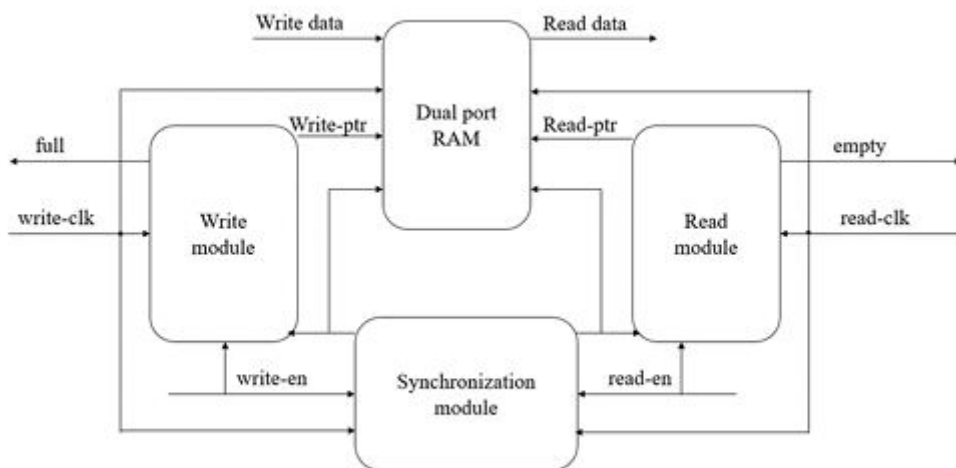 Write data
Read data
Dual port
RAM
Write-ptr
Read-ptr
full
empty
write-clk
Write
module
Read
module
read-clk
write-en
Synchronization
module
read-en